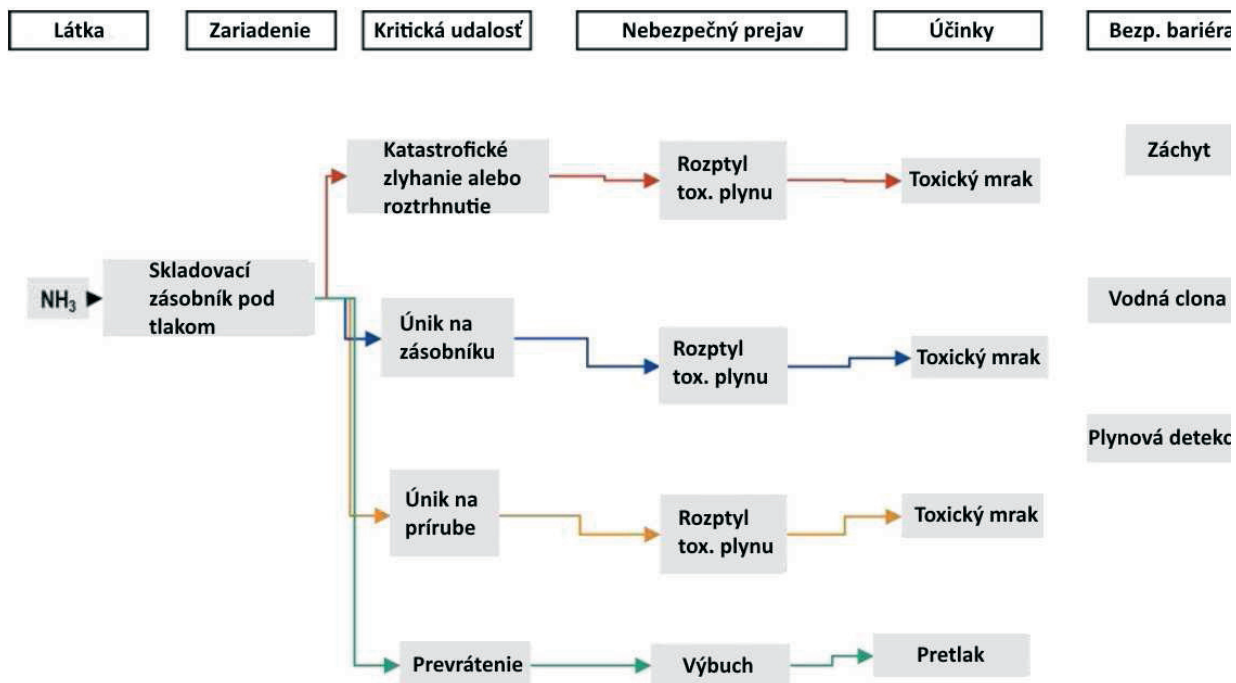 Látka
Zariadenie
Kritická udalosť
Nebezpečný prejav
Účinky
Bezp. bariéra
Katastrofické
zlyhanie alebo
roztrhnutie
Rozptyl
tox. plynu
Toxický mrak
Záchyt
NH₃
Skladovací
zásobník pod
tlakom
Únik na
zásobníku
Rozptyl
tox. plynu
Toxický mrak
Vodná clona
Plynová detekc
Únik na
prírube
Rozptyl
tox. plynu
Toxický mrak
Prevrátenie
Výbuch
Pretlak